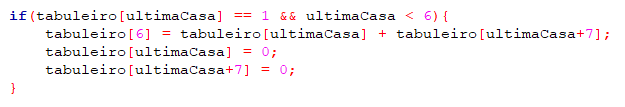 if(tabuleiro[ultimaCasa] == 1 && ultimaCasa < 6){
    tabuleiro[6] = tabuleiro[ultimaCasa] + tabuleiro[ultimaCasa+7];
    tabuleiro[ultimaCasa] = 0;
    tabuleiro[ultimaCasa+7] = 0;
}